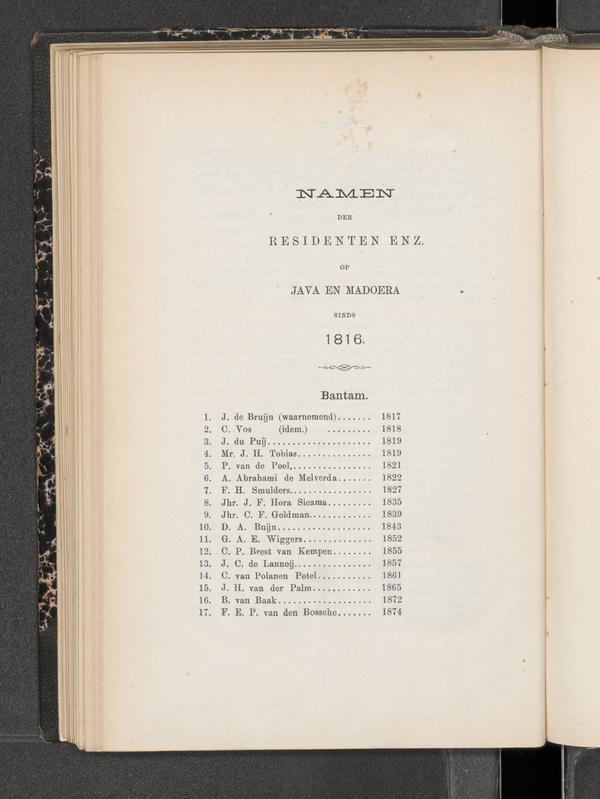 NAMEN
DER
RESIDENTEN ENZ.
OP
JAVA EN MADOERA
SINDS
1816.
Bantam.
1. J. de Bruijn (waarnemend)....... 1817
2. C. Vos (idem.) ......... 1818
3. J. du Puij..................... 1819
4. Mr. J. H. Tobias............... 1819
5. P. van de Poel................. 1821
6. A. Abrahami de Melverda....... 1822
7. F. H. Smulders................. 1827
8. Jhr. J. F. Hora Siccama......... 1835
9. Jhr. C. F. Goldman............. 1839
10. D. A. Buijn................... 1843
11. G. A. E. Wiggers.............. 1852
12. C. P. Brest van Kempen........ 1855
13. J. C. de Lannoij................ 1857
14. C. van Polanen Petel........... 1861
15. J. H. van der Palm............ 1865
16. B. van Baak................... 1872
17. F. E. P. van den Bossche....... 1874